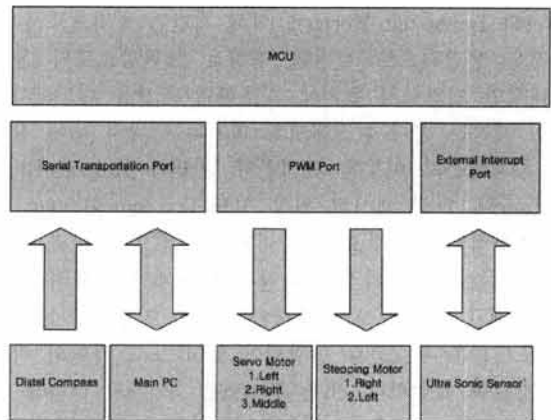 MCU
Serial Transportation Port
PWM Port
External Interrupt
Port
Distal Compass
Main PC
Servo Motor
1.Left
2.Right
3.Middle
Stepping Motor
1.Right
2.Left
Ultra Sonic Sensor